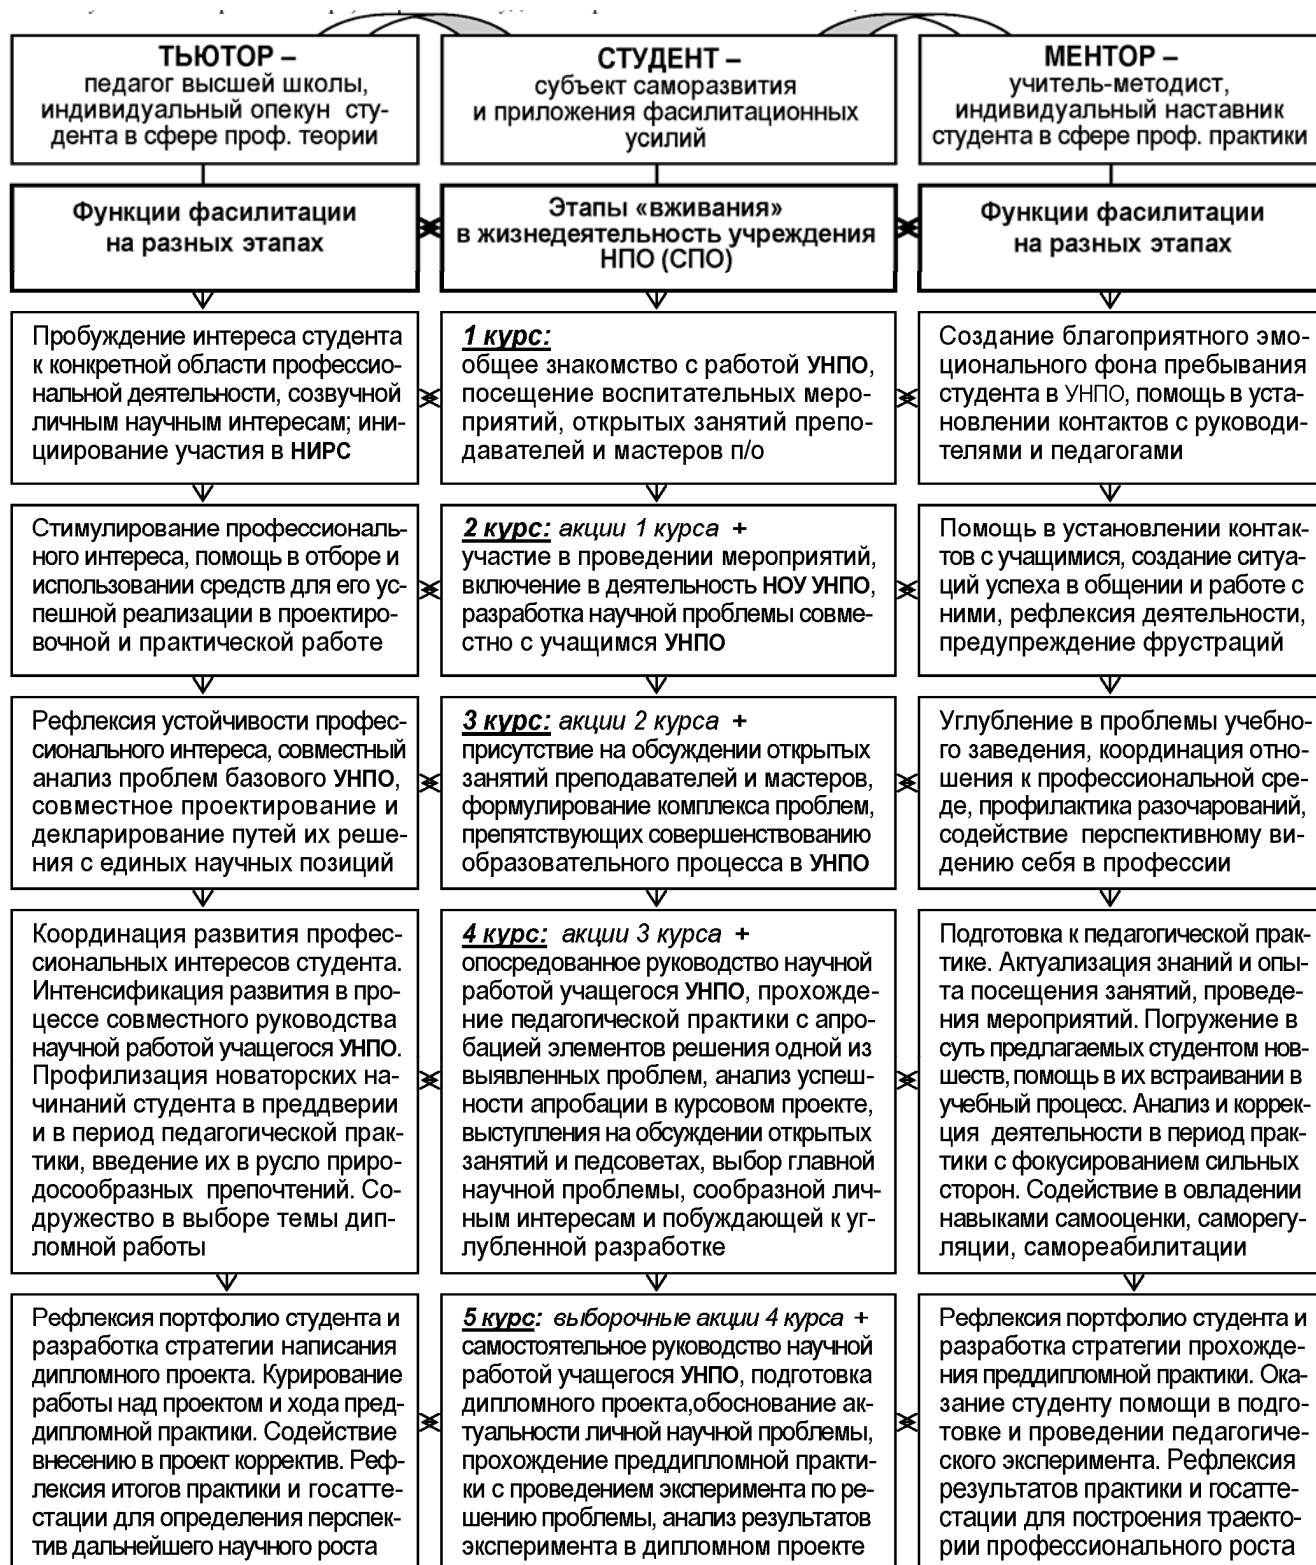 ТЬЮТОР –
педагог высшей школы,
индивидуальный опекун сту-
дента в сфере проф. теории
СТУДЕНТ –
субъект саморазвития
и приложения фасилитационных
усилий
МЕНТОР –
учитель-методист,
индивидуальный наставник
студента в сфере проф. практики
Функции фасилитации
на разных этапах
Этапы «вживания»
в жизнедеятельность учреждения
НПО (СПО)
Функции фасилитации
на разных этапах
Пробуждение интереса студента
к конкретной области профессио-
нальной деятельности, созвучной
личным научным интересам; ини-
циирование участия в НИРС
1 курс:
общее знакомство с работой УНПО,
посещение воспитательных меро-
приятий, открытых занятий препо-
давателей и мастеров п/о
Создание благоприятного эмо-
ционального фона пребывания
студента в УНПО, помощь в уста-
новлении контактов с руководи-
телями и педагогами
Стимулирование профессиональ-
ного интереса, помощь в отборе и
использовании средств для его ус-
пешной реализации в проектиро-
вочной и практической работе
2 курс: акции 1 курса +
участие в проведении мероприятий,
включение в деятельность НОУ УНПО,
разработка научной проблемы совме-
стно с учащимся УНПО
Помощь в установлении контак-
тов с учащимися, создание ситуа-
ций успеха в общении и работе с
ними, рефлексия деятельности,
предупреждение фрустраций
Рефлексия устойчивости профес-
сионального интереса, совместный
анализ проблем базового УНПО,
совместное проектирование и
декларирование путей их реше-
ния с единых научных позиций
3 курс: акции 2 курса +
присутствие на обсуждении открытых
занятий преподавателей и мастеров,
формулирование комплекса проблем,
препятствующих совершенствованию
образовательного процесса в УНПО
Углубление в проблемы учебно-
го заведения, координация отно-
шения к профессиональной сре-
де, профилактика разочарований,
содействие перспективному ви-
дению себя в профессии
Координация развития профес-
сиональных интересов студента.
Интенсификация развития в про-
цессе совместного руководства
научной работой учащегося УНПО.
Профилизация новаторских на-
чинаний студента в преддверии
и в период педагогической прак-
тики, введение их в русло приро-
досообразных препочтений. Со-
дружество в выборе темы дип-
ломной работы
4 курс: акции 3 курса +
опосредованное руководство научной
работой учащегося УНПО, прохожде-
ние педагогической практики с апро-
бацией элементов решения одной из
выявленных проблем, анализ успеш-
ности апробации в курсовом проекте,
выступления на обсуждении открытых
занятий и педсоветах, выбор главной
научной проблемы, сообразной лич-
ным интересам и побуждающей к уг-
лубленной разработке
Подготовка к педагогической прак-
тике. Актуализация знаний и опы-
та посещения занятий, проведе-
ния мероприятий. Погружение в
суть предлагаемых студентом нов-
шеств, помощь в их встраивании в
учебный процесс. Анализ и коррек-
ция деятельности в период прак-
тики с фокусированием сильных
сторон. Содействие в овладении
навыками самооценки, саморегу-
ляции, самореабилитации
Рефлексия портфолио студента и
разработка стратегии написания
дипломного проекта. Курирование
работы над проектом и хода пред-
дипломной практики. Содействие
внесению в проект корректив. Реф-
лексия итогов практики и госатте-
стации для определения перспек-
тив дальнейшего научного роста
5 курс: выборочные акции 4 курса +
самостоятельное руководство научной
работой учащегося УНПО, подготовка
дипломного проекта,обоснование ак-
туальности личной научной проблемы,
прохождение преддипломной практи-
ки с проведением эксперимента по ре-
шению проблемы, анализ результатов
эксперимента в дипломном проекте
Рефлексия портфолио студента и
разработка стратегии прохожде-
ния преддипломной практики. Ока-
зание студенту помощи в подго-
товке и проведении педагогиче-
ского эксперимента. Рефлексия
результатов практики и госатте-
стации для построения траекто-
рии профессионального роста